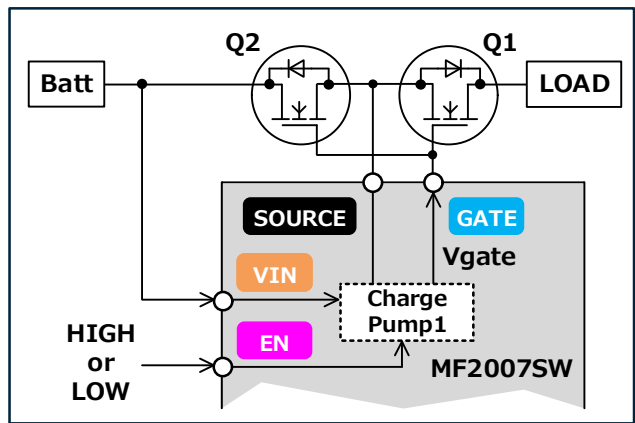 Q2
Q1
Batt
LOAD
SOURCE
GATE
Vgate
VIN
Charge
Pump1
HIGH
or
LOW
EN
MF2007SW